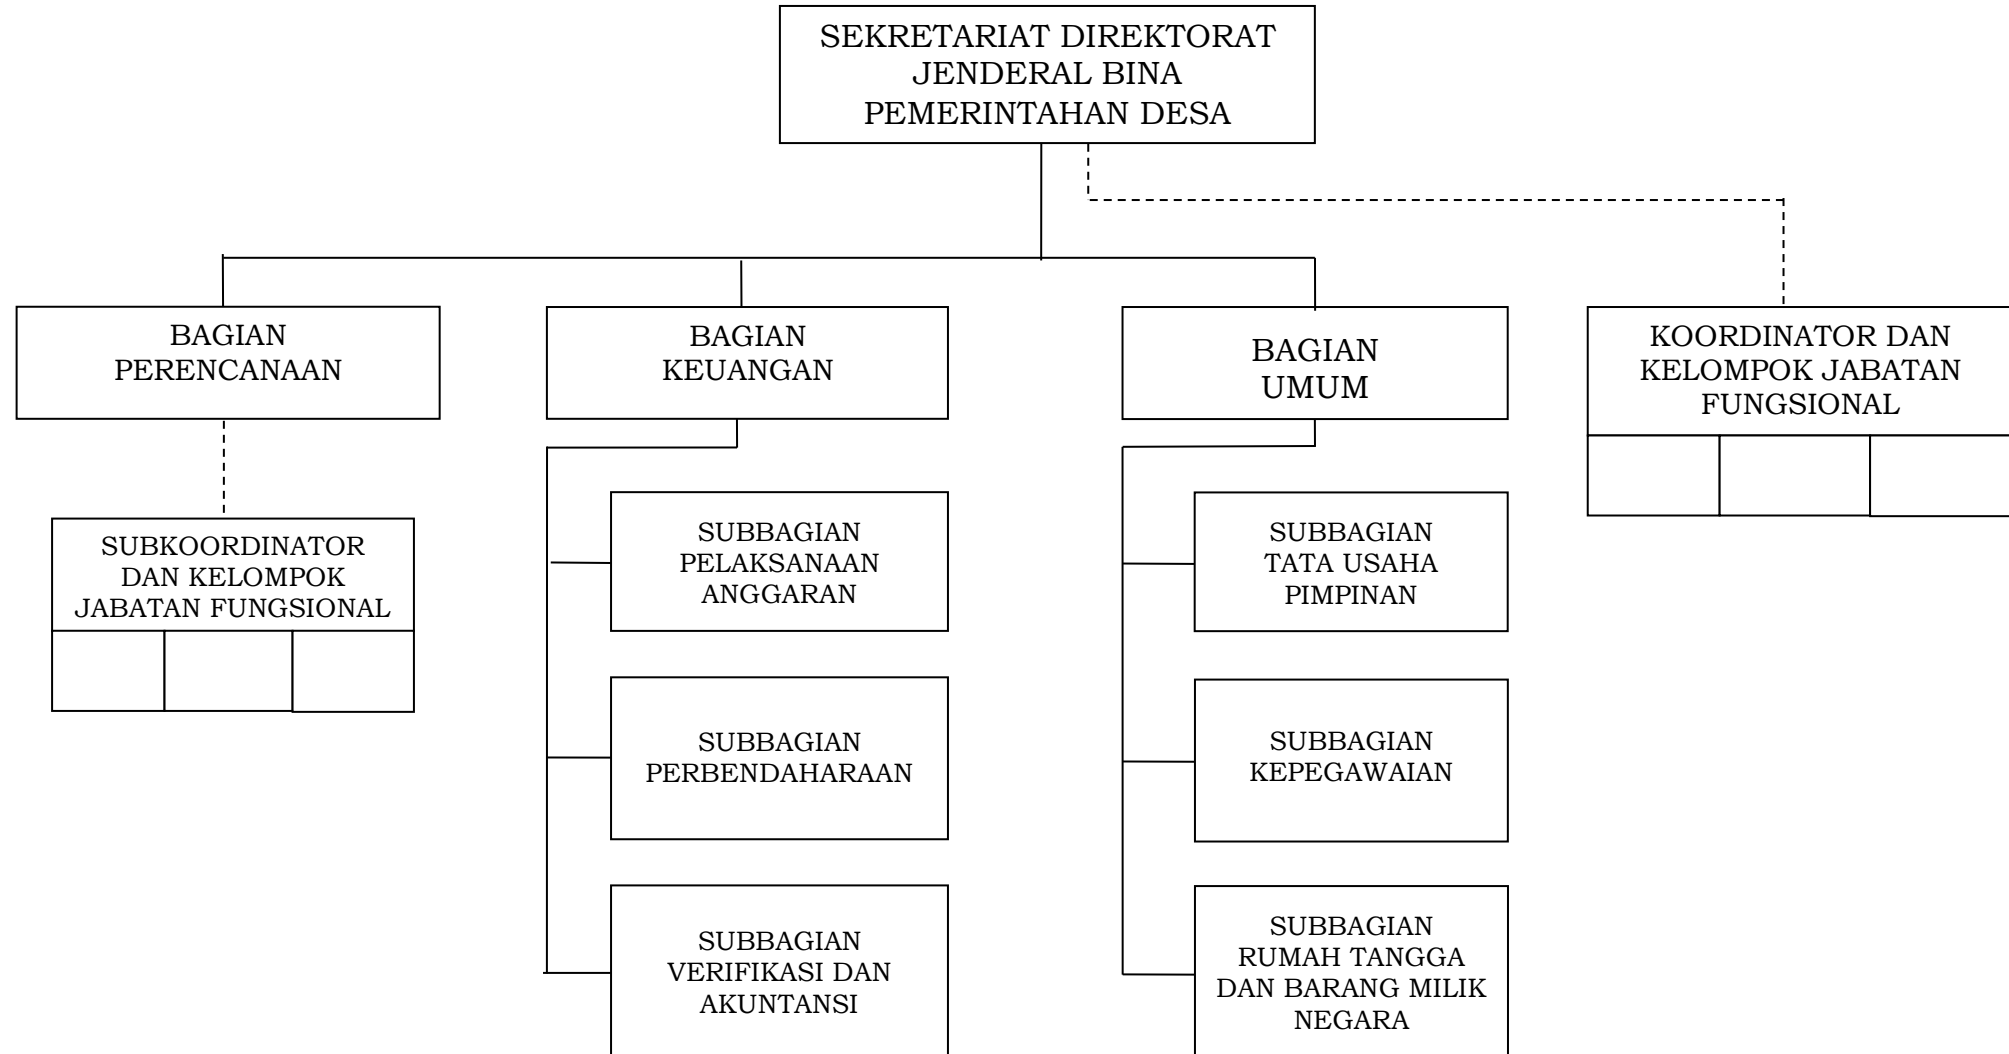 SEKRETARIAT DIREKTORAT
JENDERAL BINA
PEMERINTAHAN DESA
BAGIAN
PERENCANAAN
BAGIAN
KEUANGAN
BAGIAN
UMUM
KOORDINATOR DAN
KELOMPOK JABATAN
FUNGSIONAL
SUBKOORDINATOR
DAN KELOMPOK
JABATAN FUNGSIONAL
SUBBAGIAN
PELAKSANAAN
ANGGARAN
SUBBAGIAN
PERBENDAHARAAN
SUBBAGIAN
VERIFIKASI DAN
AKUNTANSI
SUBBAGIAN
TATA USAHA
PIMPINAN
SUBBAGIAN
KEPEGAWAIAN
SUBBAGIAN
RUMAH TANGGA
DAN BARANG MILIK
NEGARA